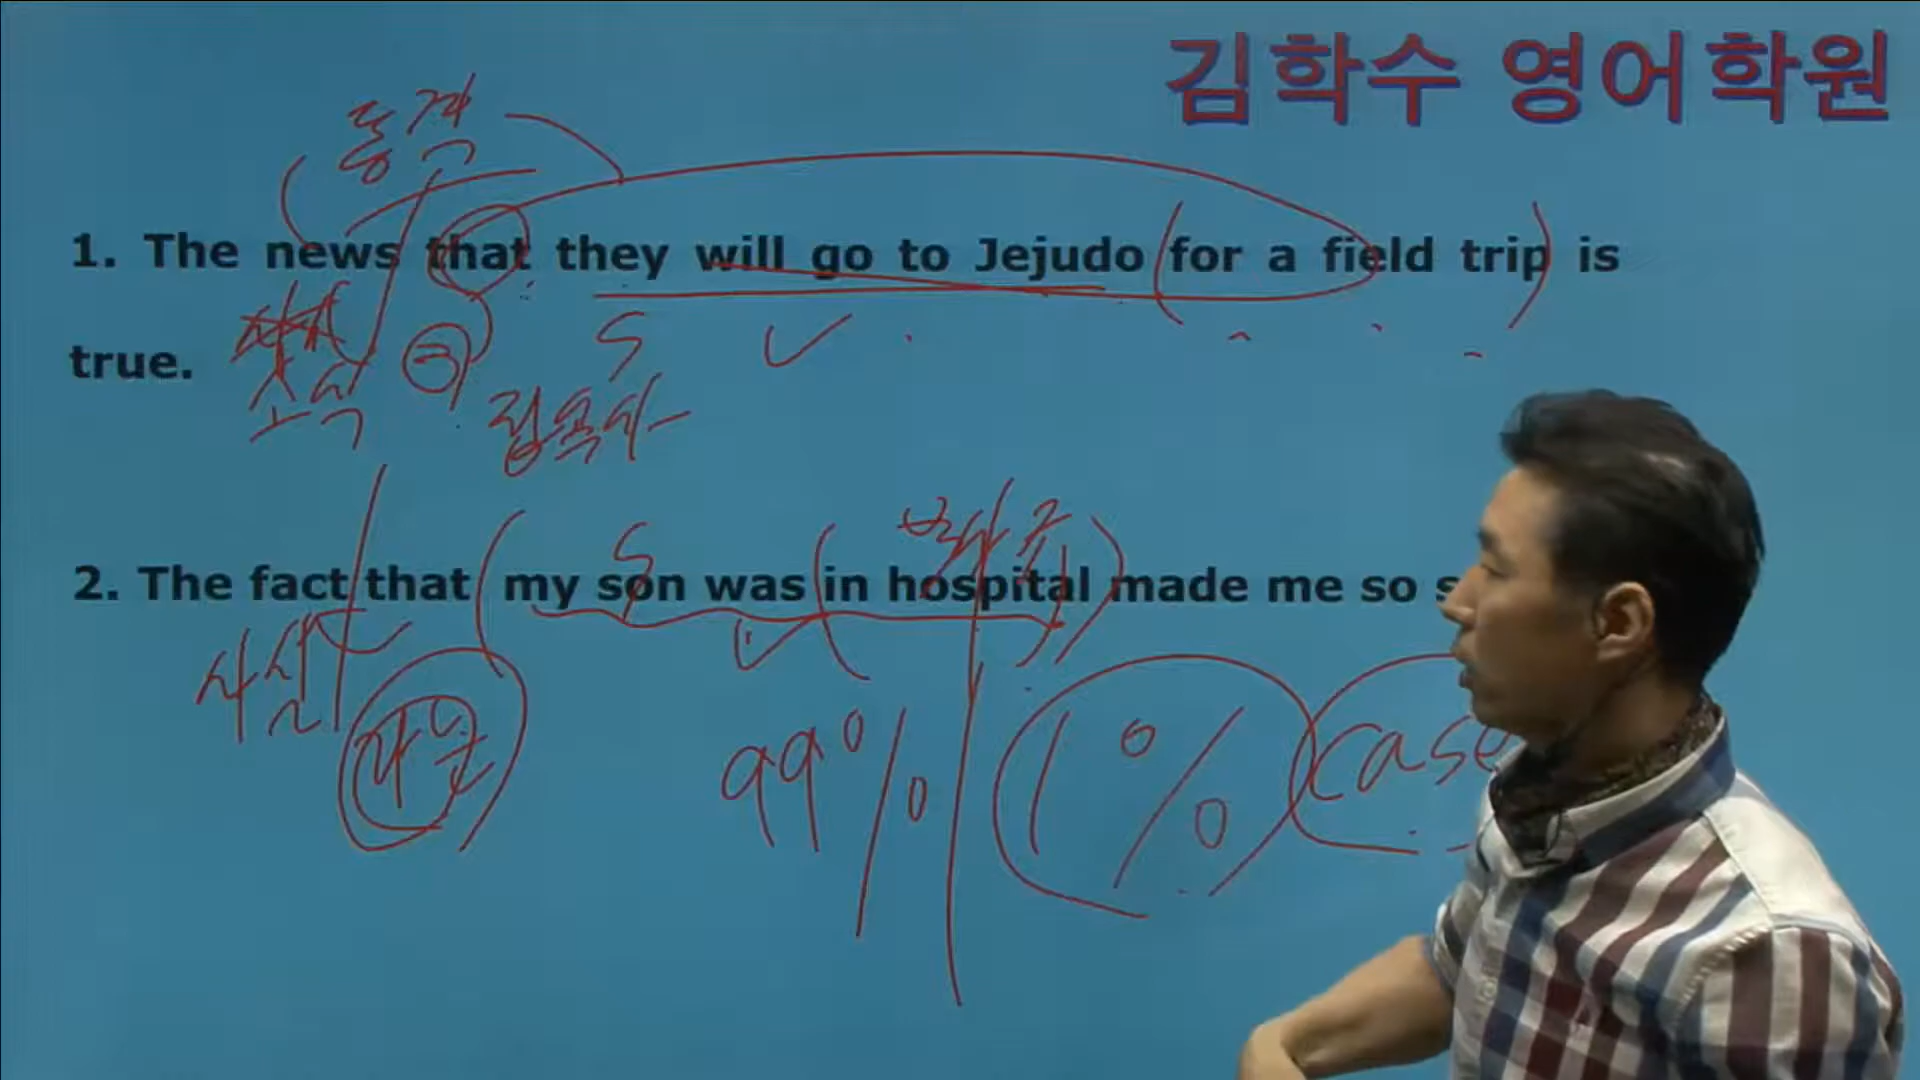 김학수 영어학원
동격
1. The news that they will go to Jejudo for a field trip is
S
true.
소식
접목사
S
2. The fact that my son was in hospital made me so s
사실
99%
1%
case